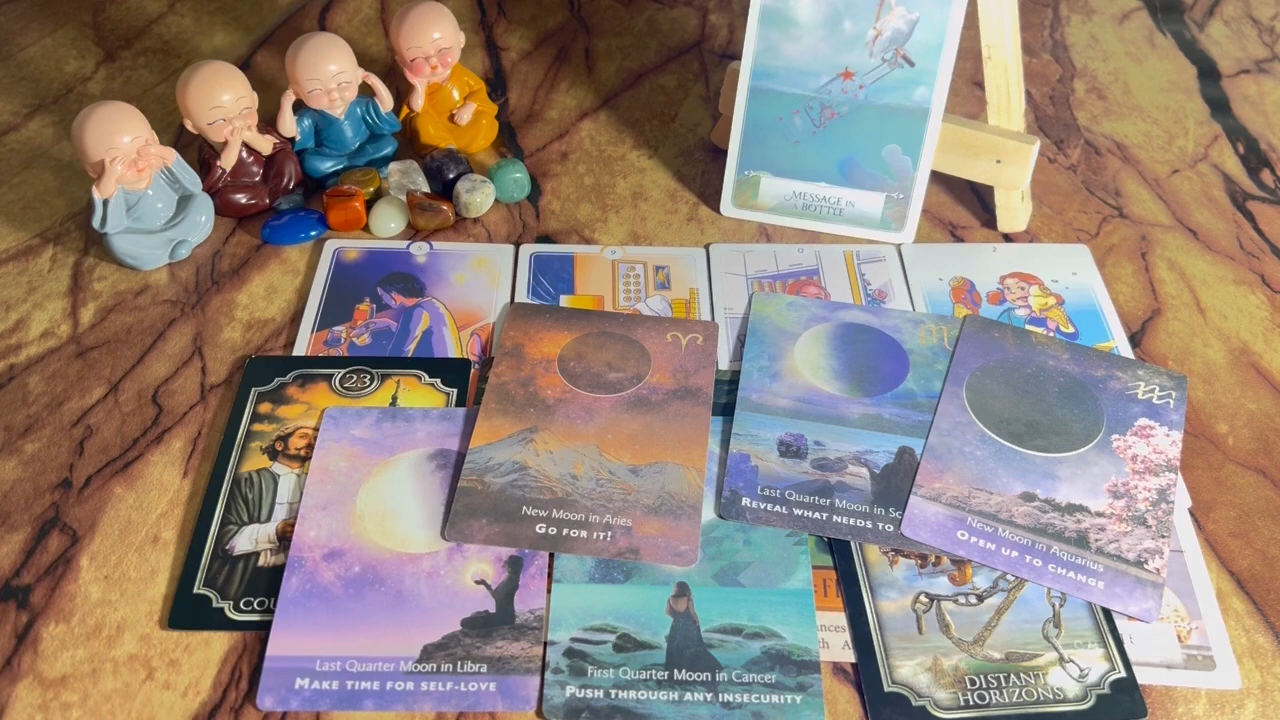 MESSAGE IN
A BOTTLE
9
2
23
New Moon in Aries
GO FOR IT!
Last Quarter Moon in Sc
REVEAL WHAT NEEDS TO
New Moon in Aquarius
OPEN UP TO CHANGE
COU
Last Quarter Moon in Libra
MAKE TIME FOR SELF-LOVE
First Quarter Moon in Cancer
PUSH THROUGH ANY INSECURITY
DISTANT
HORIZONS